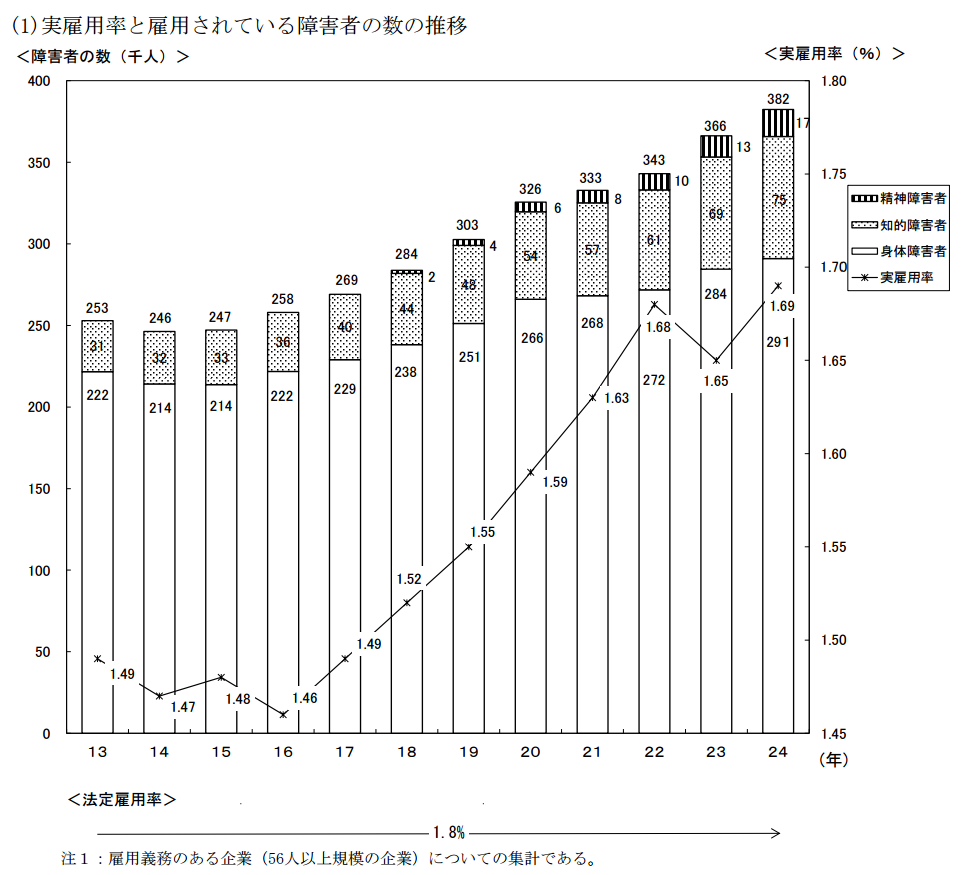 (1)実雇用率と雇用されている障害者の数の推移
＜障害者の数（千人）＞
＜実雇用率（％）＞
400
350
300
250
200
150
100
50
0
1.80
1.75
1.70
1.65
1.60
1.55
1.50
1.45
253 246 247 258 269 284 303 326 333 343 366 382
2 4 6 8 10 13 17
31 32 33 36 40 44 48 54 57 61 69 75
222 214 214 222 229 238 251 266 268 272 284 291
1.49 1.47 1.48 1.46 1.49 1.52 1.55 1.59 1.63 1.68 1.65 1.69
13 14 15 16 17 18 19 20 21 22 23 24
（年）
精神障害者
知的障害者
身体障害者
実雇用率
＜法定雇用率＞
1.8%
注１：雇用義務のある企業（56人以上規模の企業）についての集計である。